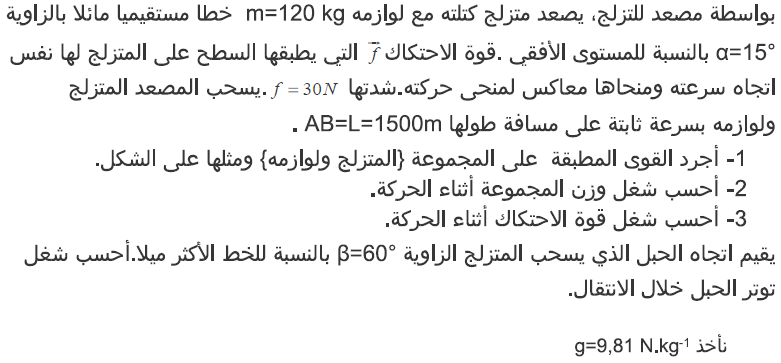 بواسطة مصعد للتزلج، يصعد متزلج كتلته مع لوازمه m=120 kg خطا مستقيميا مائلا بالزاوية
α=15° بالنسبة للمستوى الأفقي .قوة الاحتكاك f التي يطبقها السطح على المتزلج لها نفس
اتجاه سرعته ومنحاها معاكس لمنحى حركته.شدتها f = 30N .يسحب المصعد المتزلج
ولوازمه بسرعة ثابتة على مسافة طولها AB=L=1500m .
1- أجرد القوى المطبقة على المجموعة {المتزلج ولوازمه} ومثلها على الشكل.
2- أحسب شغل وزن المجموعة أثناء الحركة.
3- أحسب شغل قوة الاحتكاك أثناء الحركة.
يقيم اتجاه الحبل الذي يسحب المتزلج الزاوية β=60° بالنسبة للخط الأكثر ميلا.أحسب شغل
توتر الحبل خلال الانتقال.
نأخذ g=9,81 N.kg⁻¹